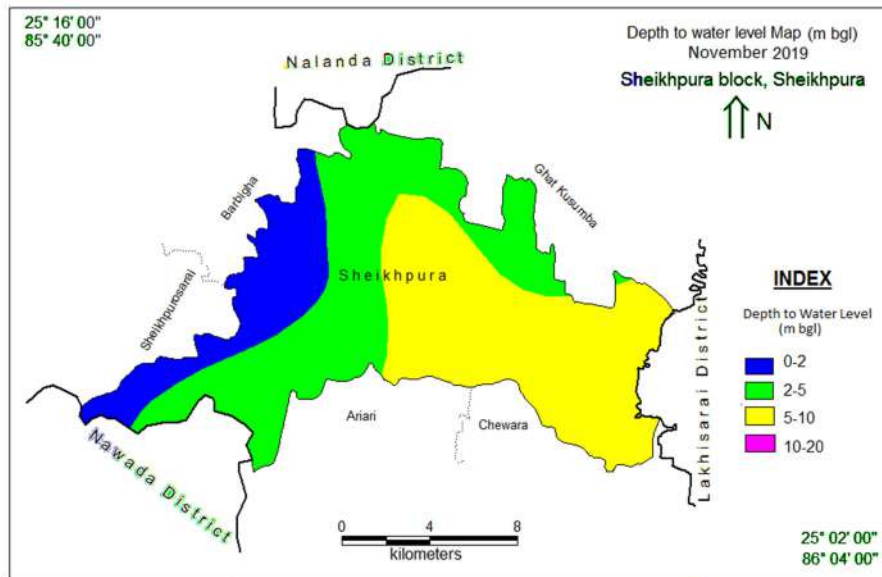 25° 16' 00"
85° 40' 00"
Depth to water level Map (m bgl)
November 2019
Sheikhpura block, Sheikhpura
N
Nalanda District
Barbigha
Ghat Kusumba
Sheikhpurosarai
Sheikhpura
Lakhisarai District
INDEX
Depth to Water Level
(m bgl)
0-2
2-5
5-10
10-20
Ariari
Chewara
Nawada District
0 4 8
kilometers
25° 02' 00"
86° 04' 00"